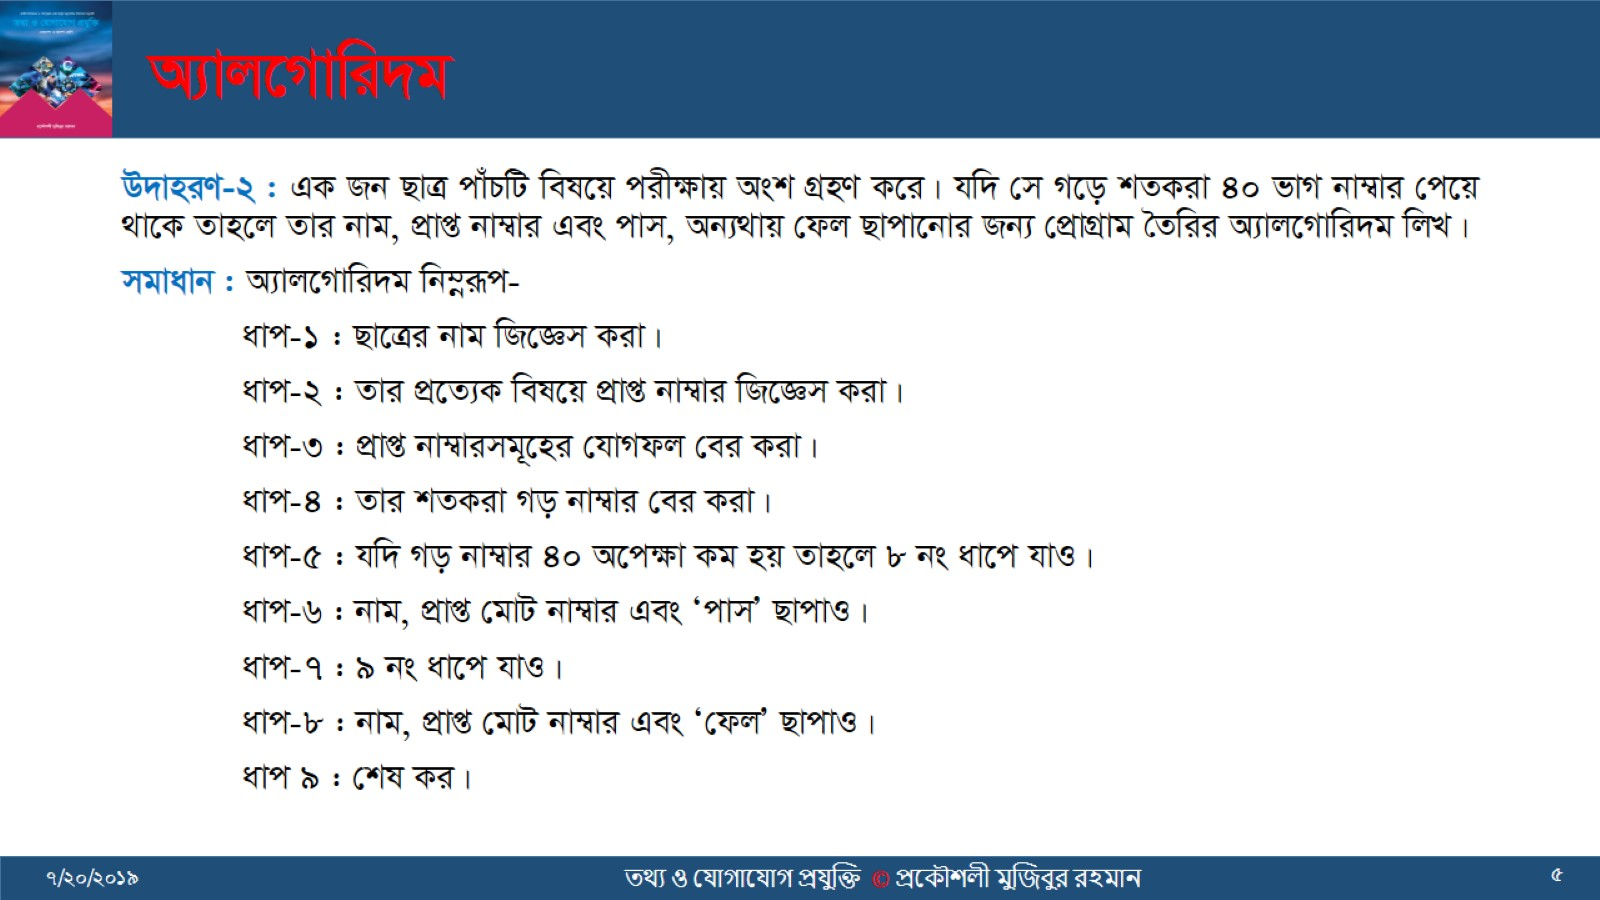 তথ্য ও যোগাযোগ প্রযুক্তি
অ্যালগোরিদম
উদাহরণ-২ : এক জন ছাত্র পাঁচটি বিষয়ে পরীক্ষায় অংশ গ্রহণ করে। যদি সে গড়ে শতকরা ৪০ ভাগ নাম্বার পেয়ে
থাকে তাহলে তার নাম, প্রাপ্ত নাম্বার এবং পাস, অন্যথায় ফেল ছাপানোর জন্য প্রোগ্রাম তৈরির অ্যালগোরিদম লিখ।
সমাধান : অ্যালগোরিদম নিম্নরূপ-
ধাপ-১ : ছাত্রের নাম জিজ্ঞেস করা।
ধাপ-২ : তার প্রত্যেক বিষয়ে প্রাপ্ত নাম্বার জিজ্ঞেস করা।
ধাপ-৩ : প্রাপ্ত নাম্বারসমূহের যোগফল বের করা।
ধাপ-৪ : তার শতকরা গড় নাম্বার বের করা।
ধাপ-৫ : যদি গড় নাম্বার ৪০ অপেক্ষা কম হয় তাহলে ৮ নং ধাপে যাও।
ধাপ-৬ : নাম, প্রাপ্ত মোট নাম্বার এবং ‘পাস’ ছাপাও।
ধাপ-৭ : ৯ নং ধাপে যাও।
ধাপ-৮ : নাম, প্রাপ্ত মোট নাম্বার এবং ‘ফেল’ ছাপাও।
ধাপ ৯ : শেষ কর।
৭/২০/২০১৯
তথ্য ও যোগাযোগ প্রযুক্তি © প্রকৌশলী মুজিবুর রহমান
৫